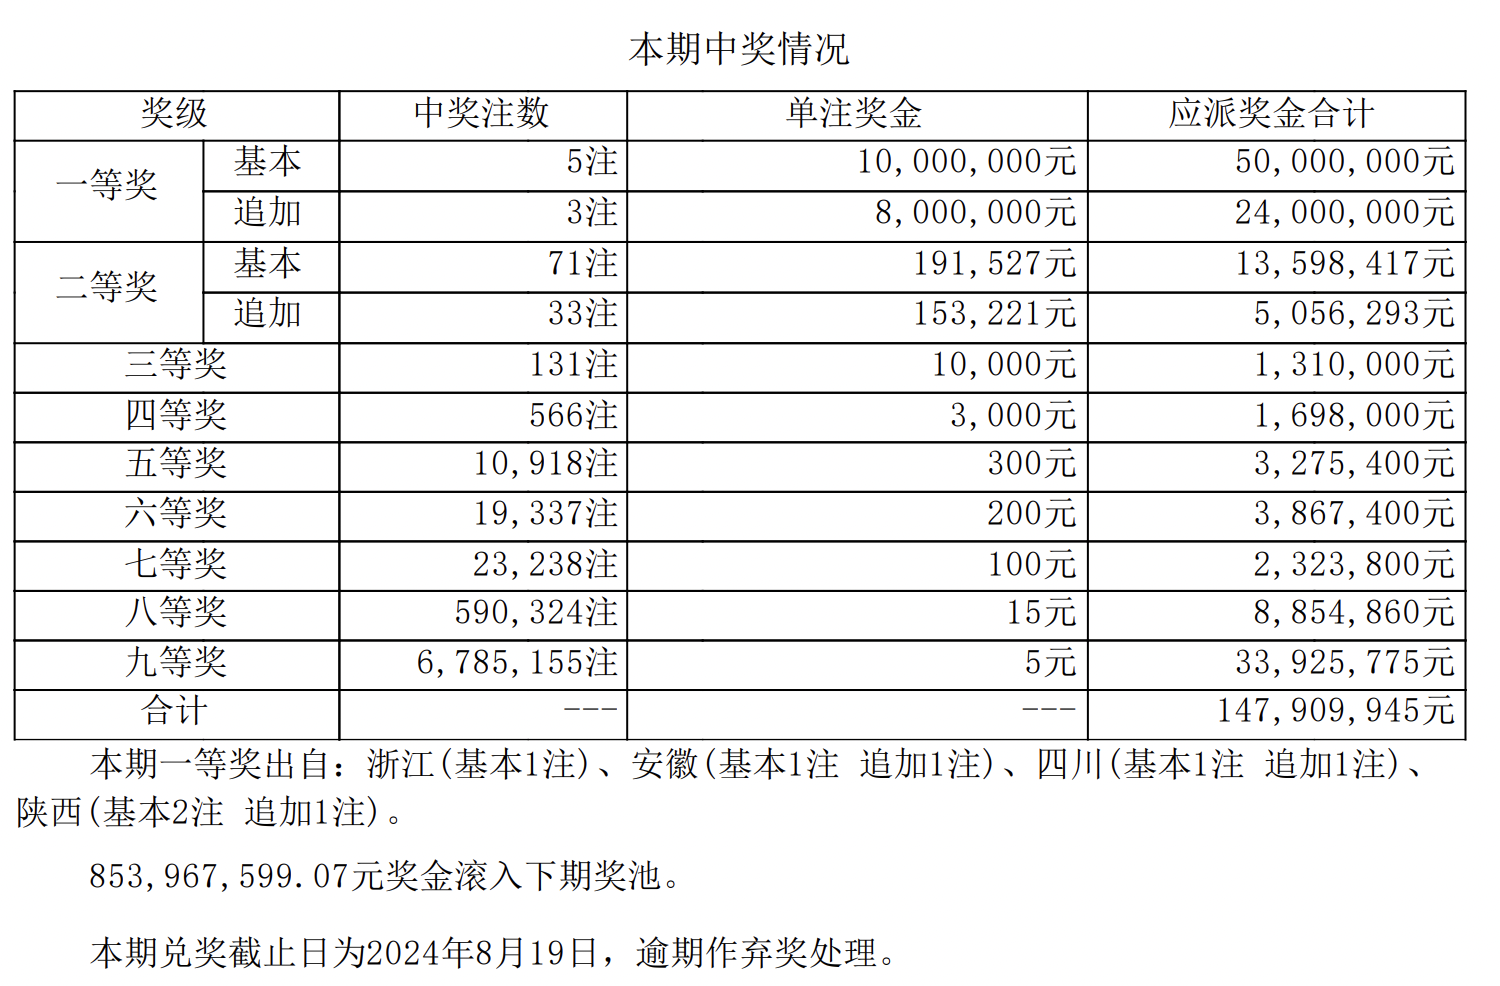 本期中奖情况
奖级 中奖注数 单注奖金 应派奖金合计
一等奖 基本 5注 10,000,000元 50,000,000元
追加 3注 8,000,000元 24,000,000元
二等奖 基本 71注 191,527元 13,598,417元
追加 33注 153,221元 5,056,293元
三等奖 131注 10,000元 1,310,000元
四等奖 566注 3,000元 1,698,000元
五等奖 10,918注 300元 3,275,400元
六等奖 19,337注 200元 3,867,400元
七等奖 23,238注 100元 2,323,800元
八等奖 590,324注 15元 8,854,860元
九等奖 6,785,155注 5元 33,925,775元
合计 --- --- 147,909,945元
本期一等奖出自：浙江(基本1注)、安徽(基本1注 追加1注)、四川(基本1注 追加1注)、
陕西(基本2注 追加1注)。
853,967,599.07元奖金滚入下期奖池。
本期兑奖截止日为2024年8月19日，逾期作弃奖处理。